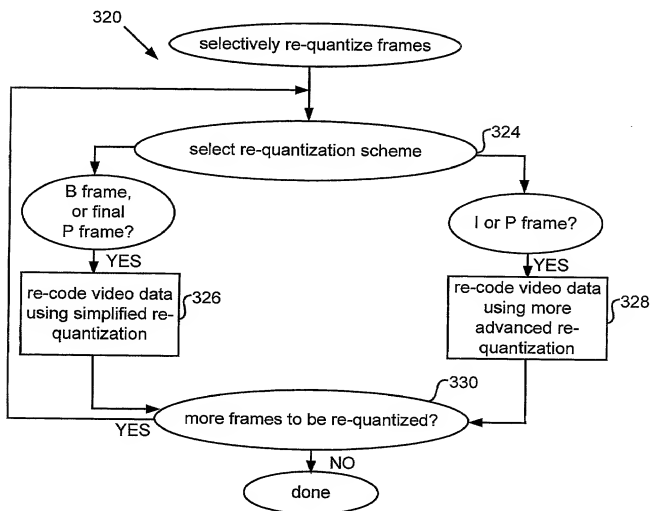 320
selectively re-quantize frames
select re-quantization scheme
324
B frame,
or final
P frame?
I or P frame?
YES
YES
re-code video data
using simplified re-
quantization
326
re-code video data
using more
advanced re-
quantization
328
330
more frames to be re-quantized?
YES
NO
done